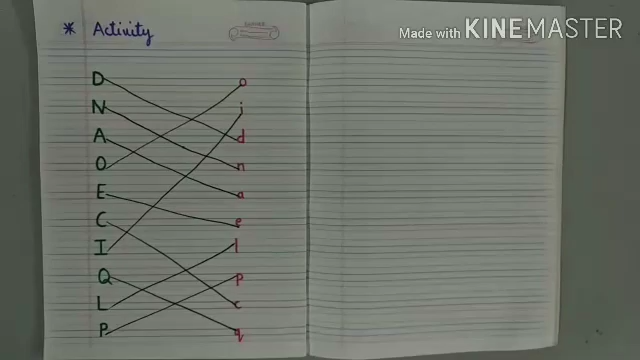 * Activity
Made with KINEMASTER
D o
N i
A d
O n
E a
C e
I l
Q p
L c
P q